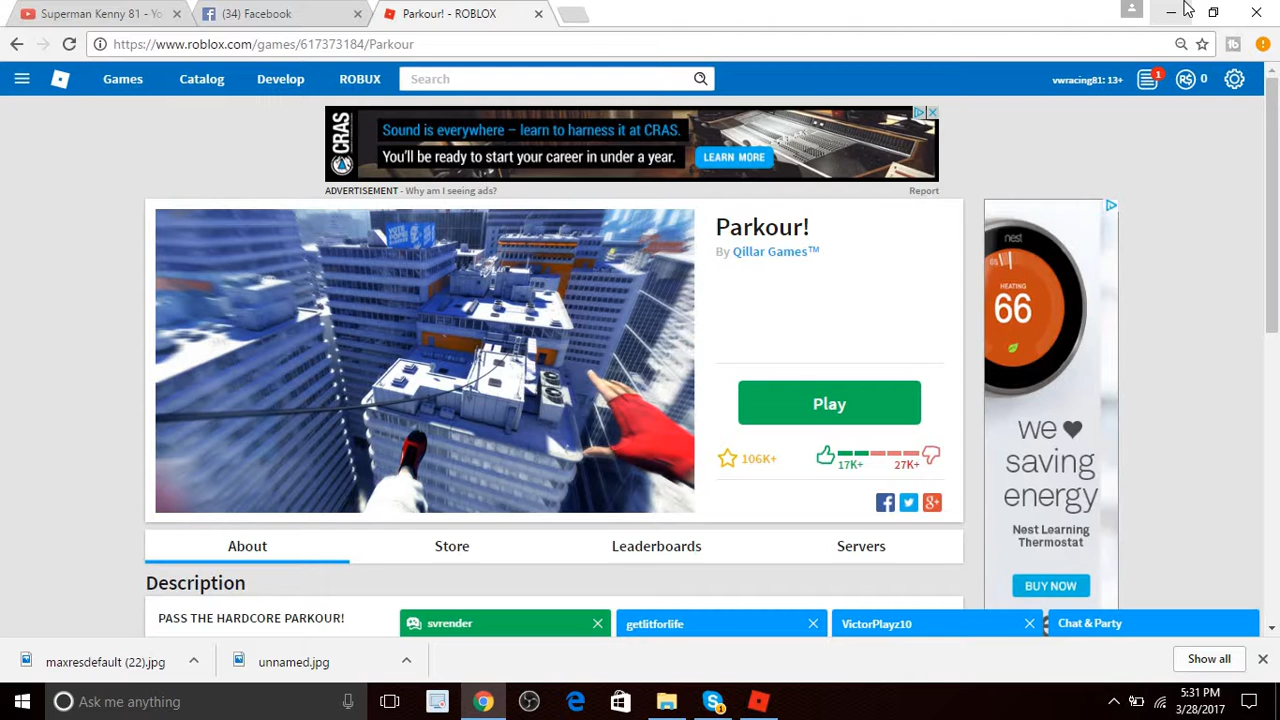 Superman Kenny 81 - Yo
(34) Facebook
Parkour! - ROBLOX
https://www.roblox.com/games/617373184/Parkour
Games
Catalog
Develop
ROBUX
Search
vwracing81: 13+
1
R$ 0
CRAS
Sound is everywhere – learn to harness it at CRAS.
You'll be ready to start your career in under a year.
LEARN MORE
ADVERTISEMENT - Why am I seeing ads?
Report
Parkour!
By Qillar Games™
Play
106K+
17K+
27K+
nest
HEATING
66
we ♥
saving
energy
Nest Learning
Thermostat
BUY NOW
About
Store
Leaderboards
Servers
Description
PASS THE HARDCORE PARKOUR!
svrender
getlitforlife
VictorPlayz10
Chat & Party
maxresdefault (22).jpg
unnamed.jpg
Show all
Ask me anything
5:31 PM
3/28/2017